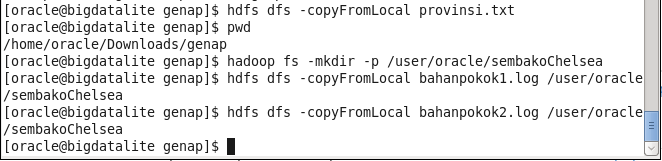 [oracle@bigdatalite genap]$ hdfs dfs -copyFromLocal provinsi.txt
[oracle@bigdatalite genap]$ pwd
/home/oracle/Downloads/genap
[oracle@bigdatalite genap]$ hadoop fs -mkdir -p /user/oracle/sembakoChelsea
[oracle@bigdatalite genap]$ hdfs dfs -copyFromLocal bahanpokok1.log /user/oracle
/sembakoChelsea
[oracle@bigdatalite genap]$ hdfs dfs -copyFromLocal bahanpokok2.log /user/oracle
/sembakoChelsea
[oracle@bigdatalite genap]$